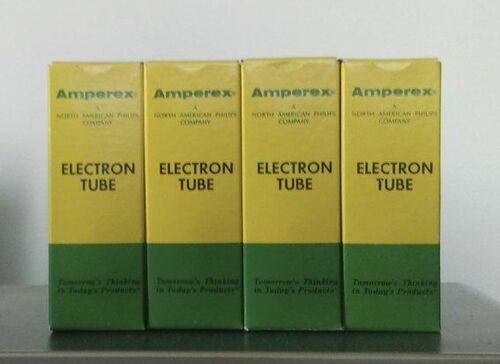 Amperex®
A
NORTH AMERICAN PHILIPS
COMPANY
ELECTRON
TUBE
Tomorrow's Thinking
in Today's Products®
Amperex®
A
NORTH AMERICAN PHILIPS
COMPANY
ELECTRON
TUBE
Tomorrow's Thinking
in Today's Products®
Amperex®
A
NORTH AMERICAN PHILIPS
COMPANY
ELECTRON
TUBE
Tomorrow's Thinking
in Today's Products®
Amperex®
A
NORTH AMERICAN PHILIPS
COMPANY
ELECTRON
TUBE
Tomorrow's Thinking
in Today's Products®